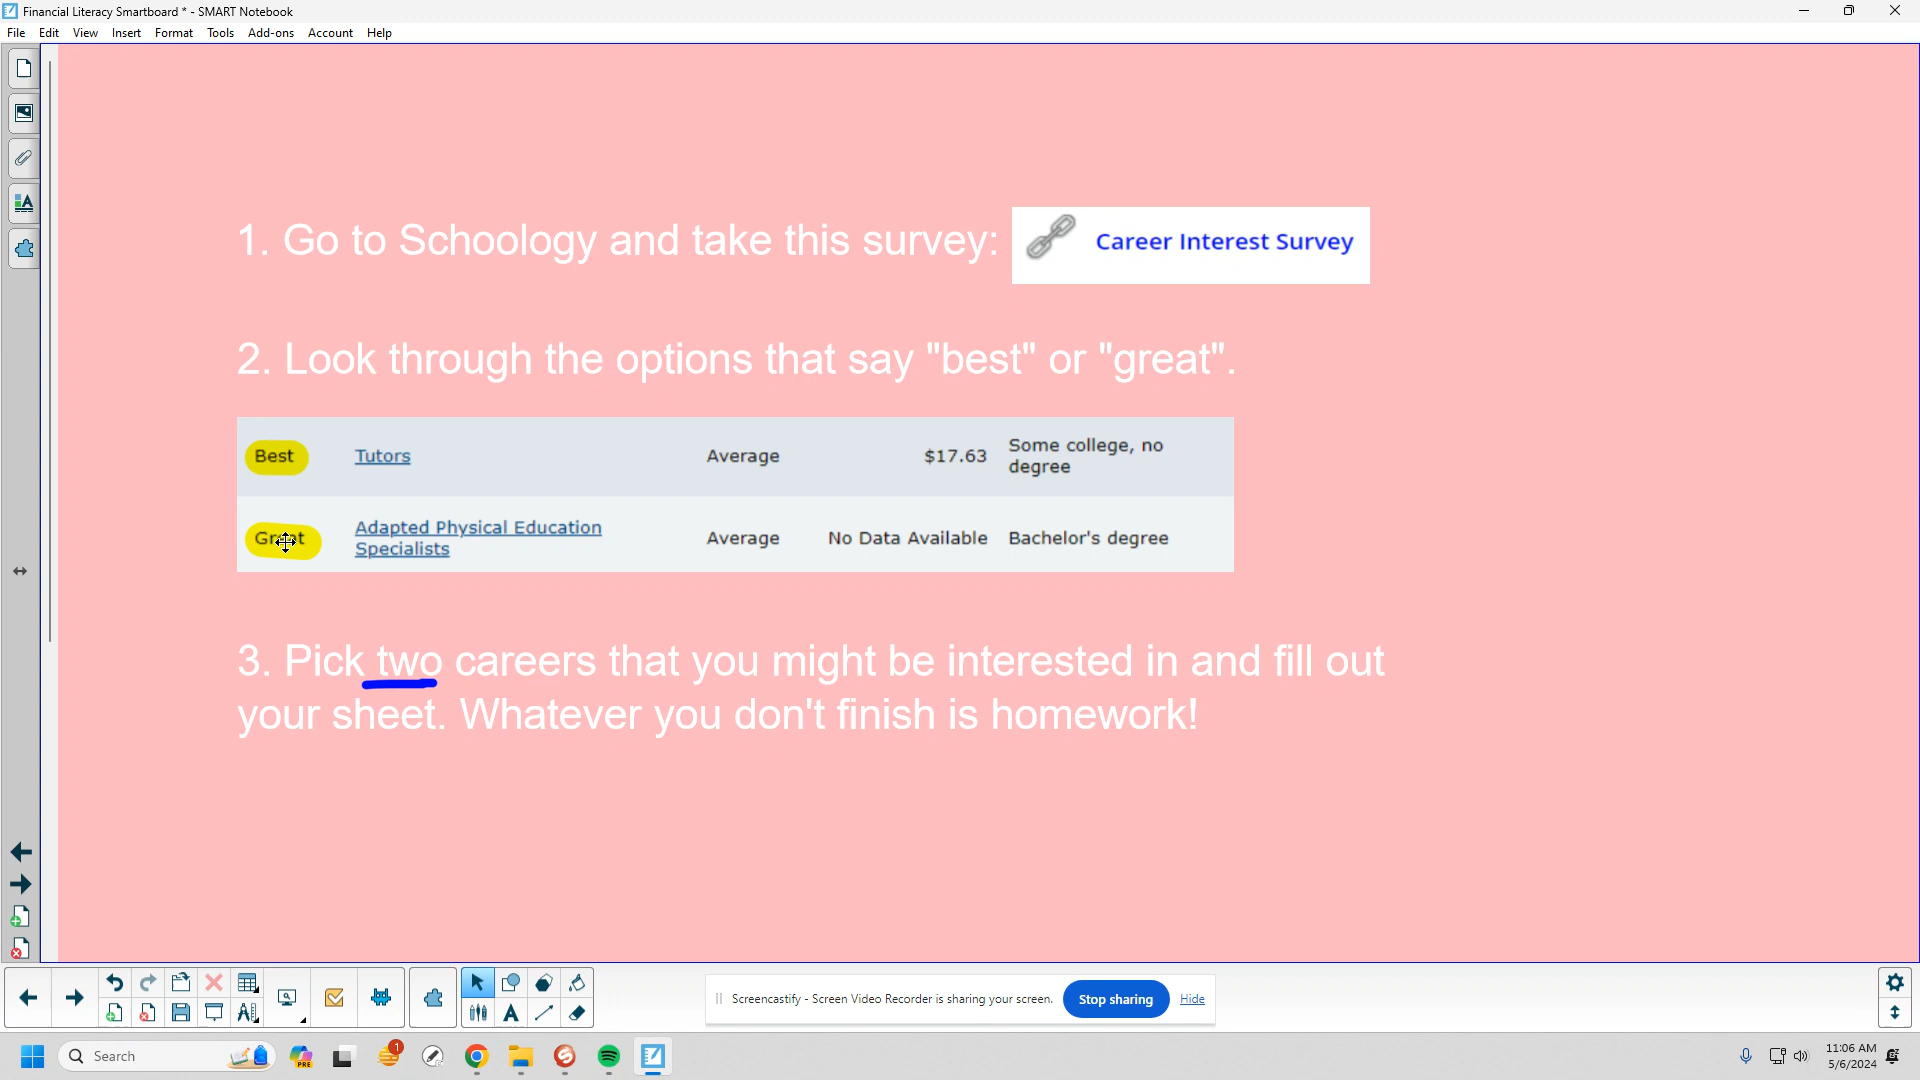 Financial Literacy Smartboard * - SMART Notebook
File Edit View Insert Format Tools Add-ons Account Help
1. Go to Schoology and take this survey: Career Interest Survey
2. Look through the options that say "best" or "great".
Best Tutors Average $17.63 Some college, no
degree
Great Adapted Physical Education
Specialists Average No Data Available Bachelor's degree
3. Pick two careers that you might be interested in and fill out
your sheet. Whatever you don't finish is homework!
Screencastify - Screen Video Recorder is sharing your screen. Stop sharing Hide
Search
PRE
1
11:06 AM
5/6/2024